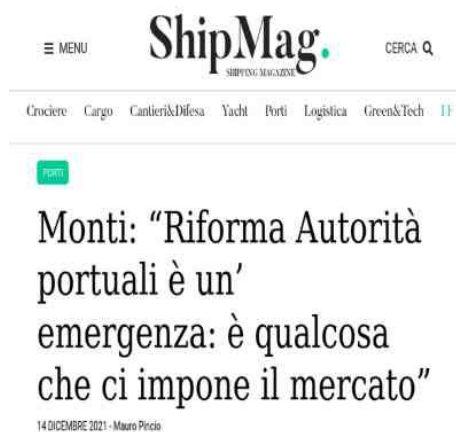 ≡ MENU
ShipMag.
SHIPPING MAGAZINE
CERCA
Crociere Cargo Cantieri&Difesa Yacht Porti Logistica Green&Tech
PORTI
Monti: “Riforma Autorità
portuali è un’
emergenza: è qualcosa
che ci impone il mercato”
14 DICEMBRE 2021 - Mauro Pincio